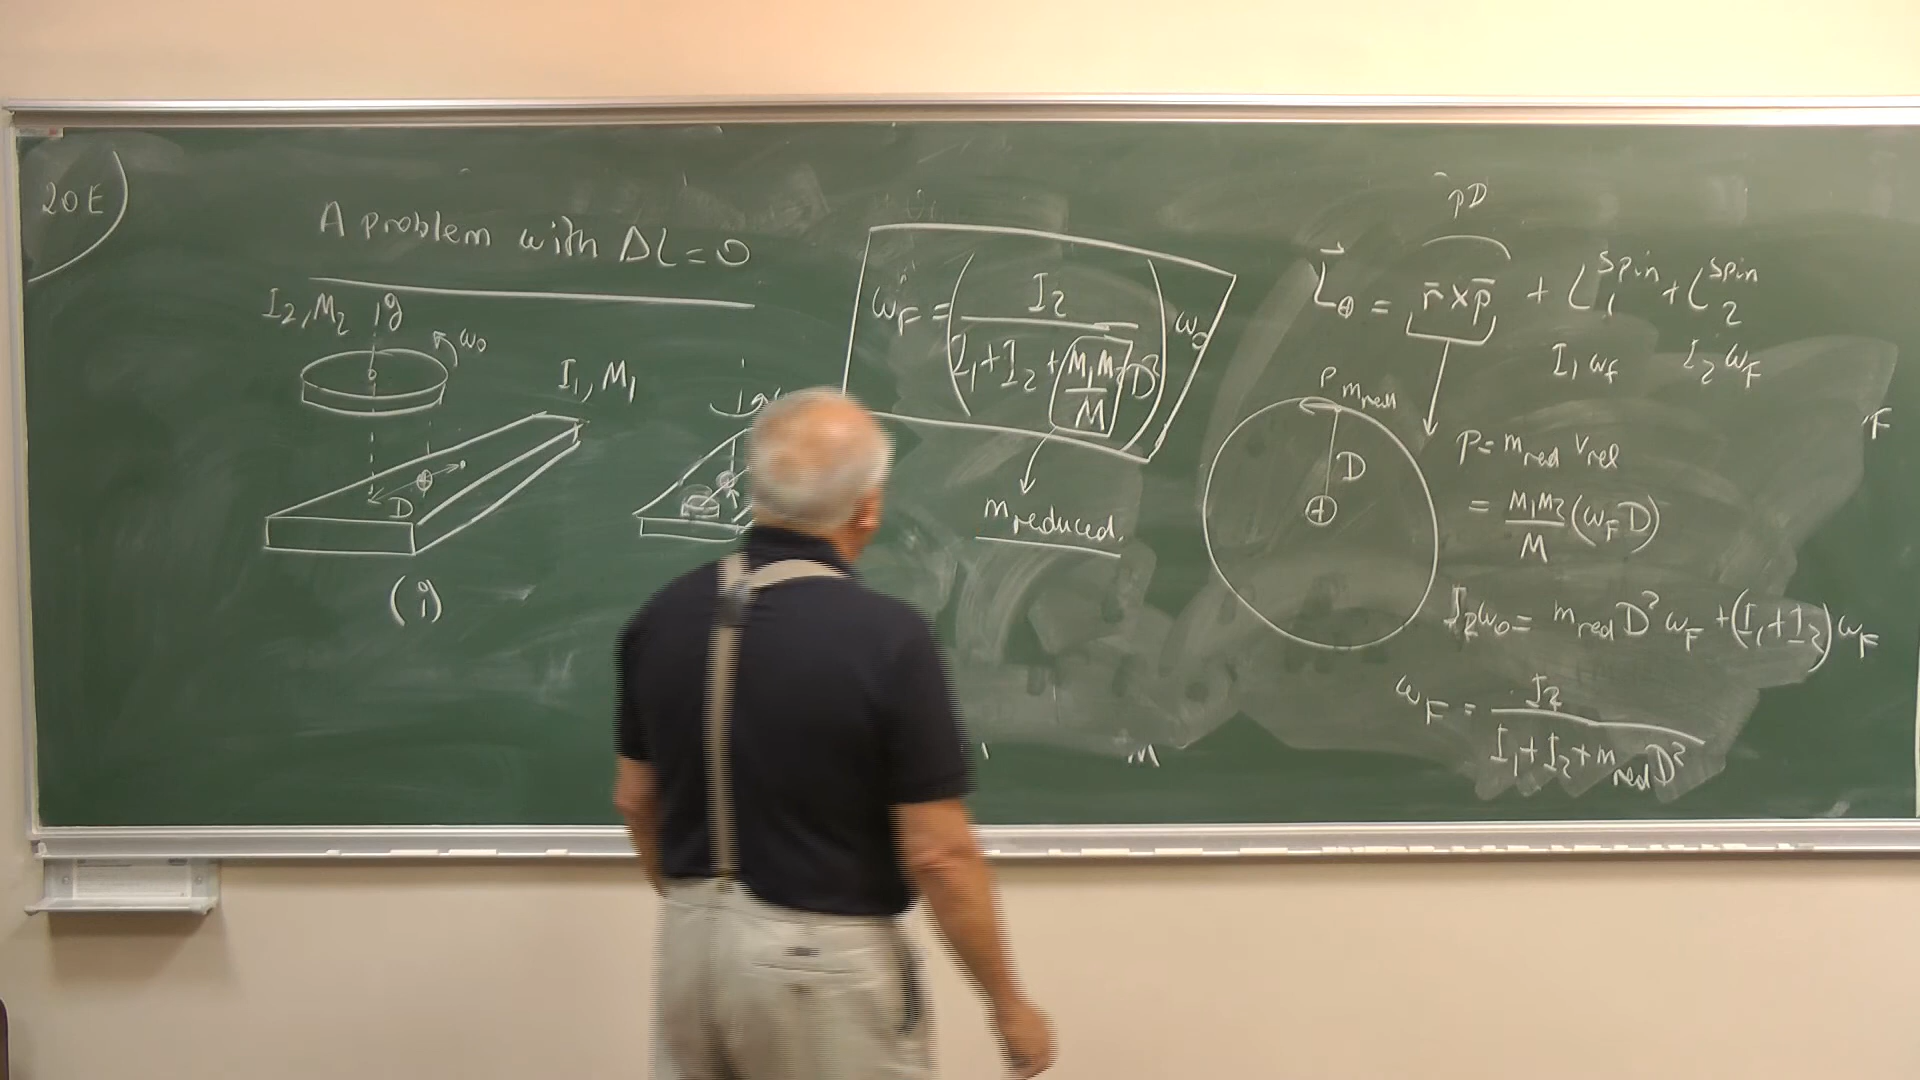 20E
A problem with ΔL=0
I₂, M₂
g
ω₀
I₁, M₁
D
(i)
ω_F = (I₂ / (I₁+I₂+(M₁M₂/M)D²)) ω₀
m reduced.
pD
L⃗_⊕ = r̄×p̄ + L₁^spin + L₂^spin
I₁ω_f I₂ω_F
P m_red
D
P = m_red v_rel
= (M₁M₂/M)(ω_F D)
I₂ω₀ = m_red D² ω_F + (I₁+I₂)ω_F
ω_F = I₂ / (I₁+I₂+m_red D²)